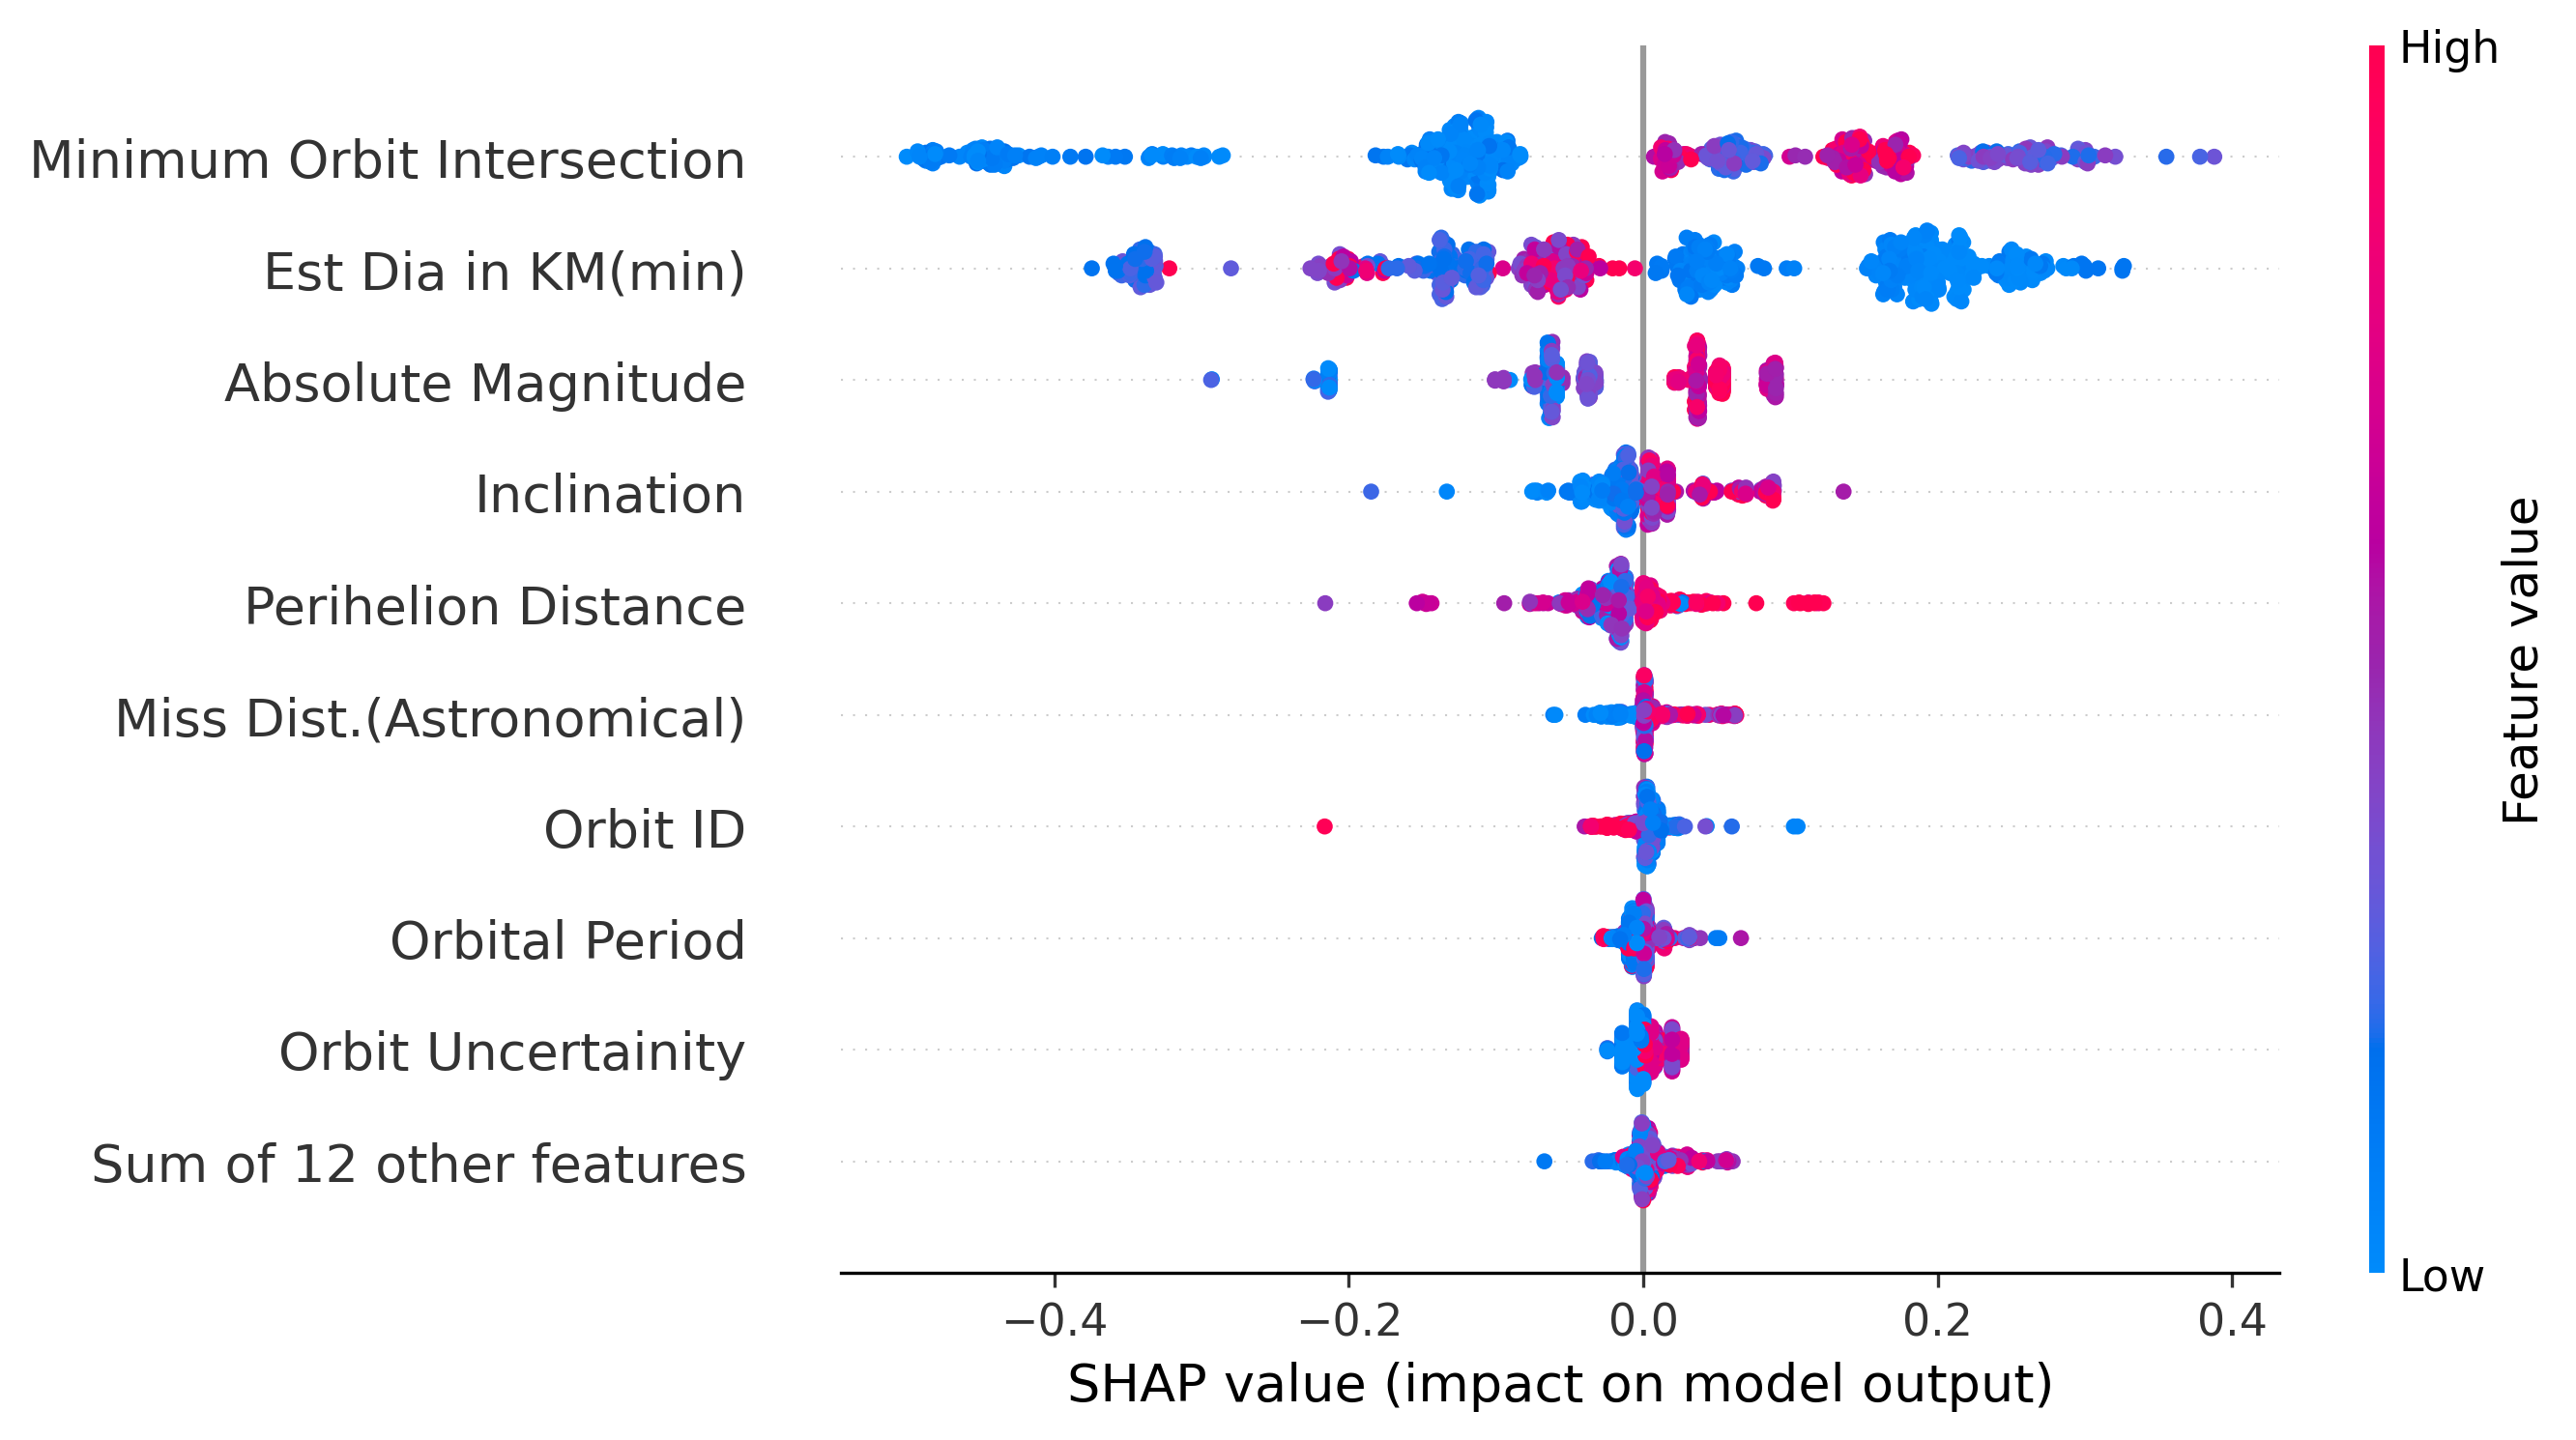 High
Minimum Orbit Intersection
Est Dia in KM(min)
Absolute Magnitude
Inclination
Perihelion Distance
Miss Dist.(Astronomical)
Orbit ID
Orbital Period
Orbit Uncertainity
Sum of 12 other features
Feature value
Low
−0.4 −0.2 0.0 0.2 0.4
SHAP value (impact on model output)